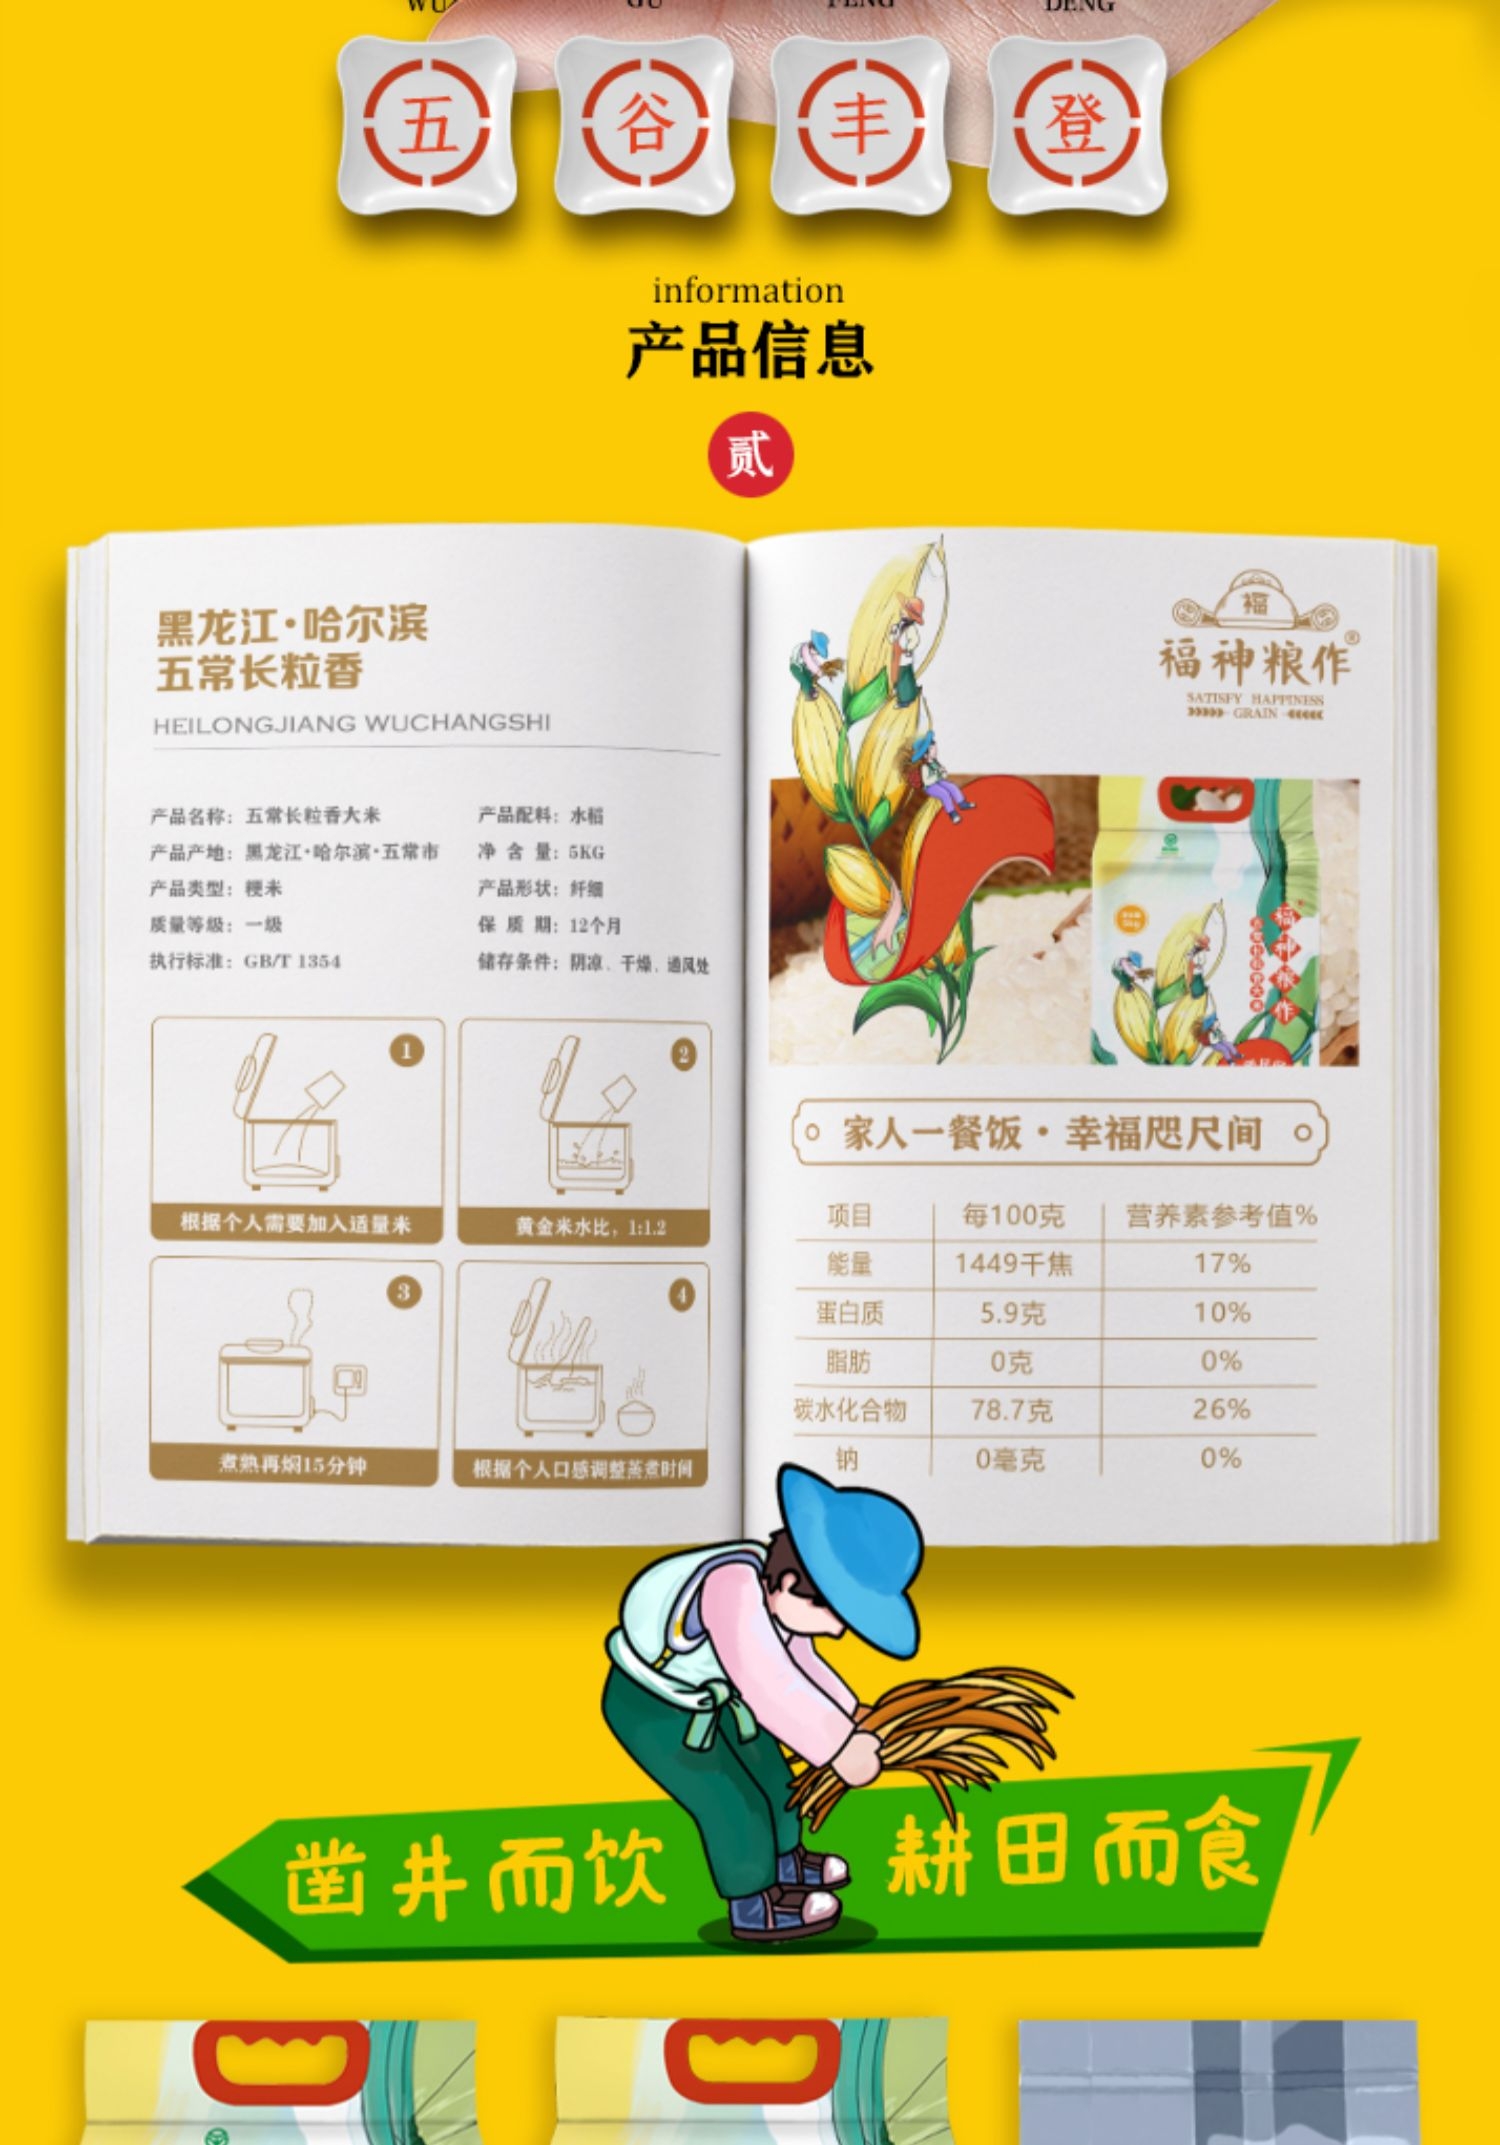 GU
FENG
DENG
五 谷 丰 登
information
产品信息
贰
黑龙江·哈尔滨
五常长粒香
HEILONGJIANG WUCHANGSHI
产品名称：五常长粒香大米
产品配料：水稻
产品产地：黑龙江·哈尔滨·五常市
净 含 量：5KG
产品类型：粳米
产品形状：纤细
质量等级：一级
保 质 期：12个月
执行标准：GB/T 1354
储存条件：阴凉、干燥、通风处
1
根据个人需要加入适量米
2
黄金米水比，1:1.2
3
煮熟再焖15分钟
4
根据个人口感调整蒸煮时间
福
福神粮作®
SATISFY HAPPINESS
GRAIN
福神粮作
五常长粒香大米
家人一餐饭·幸福咫尺间
项目 每100克 营养素参考值%
能量 1449千焦 17%
蛋白质 5.9克 10%
脂肪 0克 0%
碳水化合物 78.7克 26%
钠 0毫克 0%
凿井而饮 耕田而食